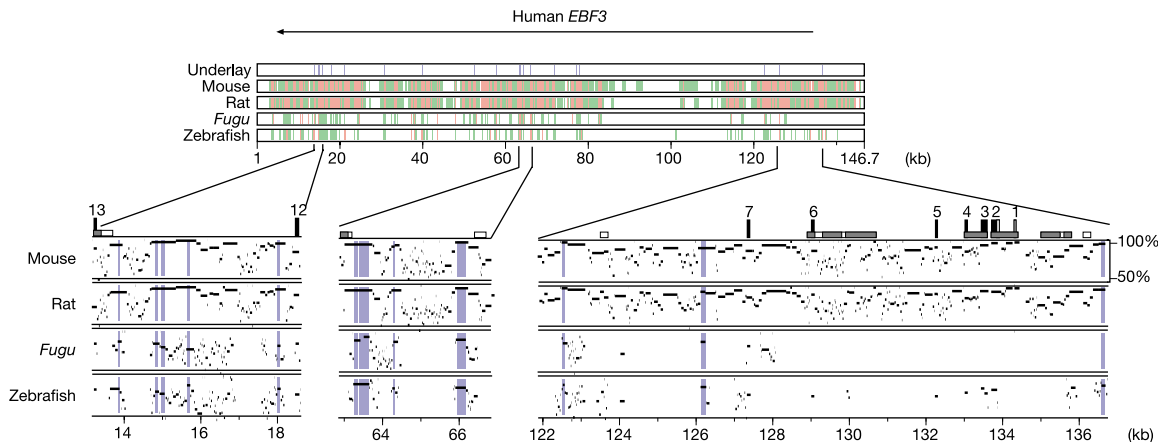 Human EBF3
Underlay
Mouse
Rat
Fugu
Zebrafish
1 20 40 60 80 100 120 146.7 (kb)
13 12
7 6 5 4 3 2 1
Mouse 100%
50%
Rat
Fugu
Zebrafish
14 16 18 64 66 122 124 126 128 130 132 134 136 (kb)